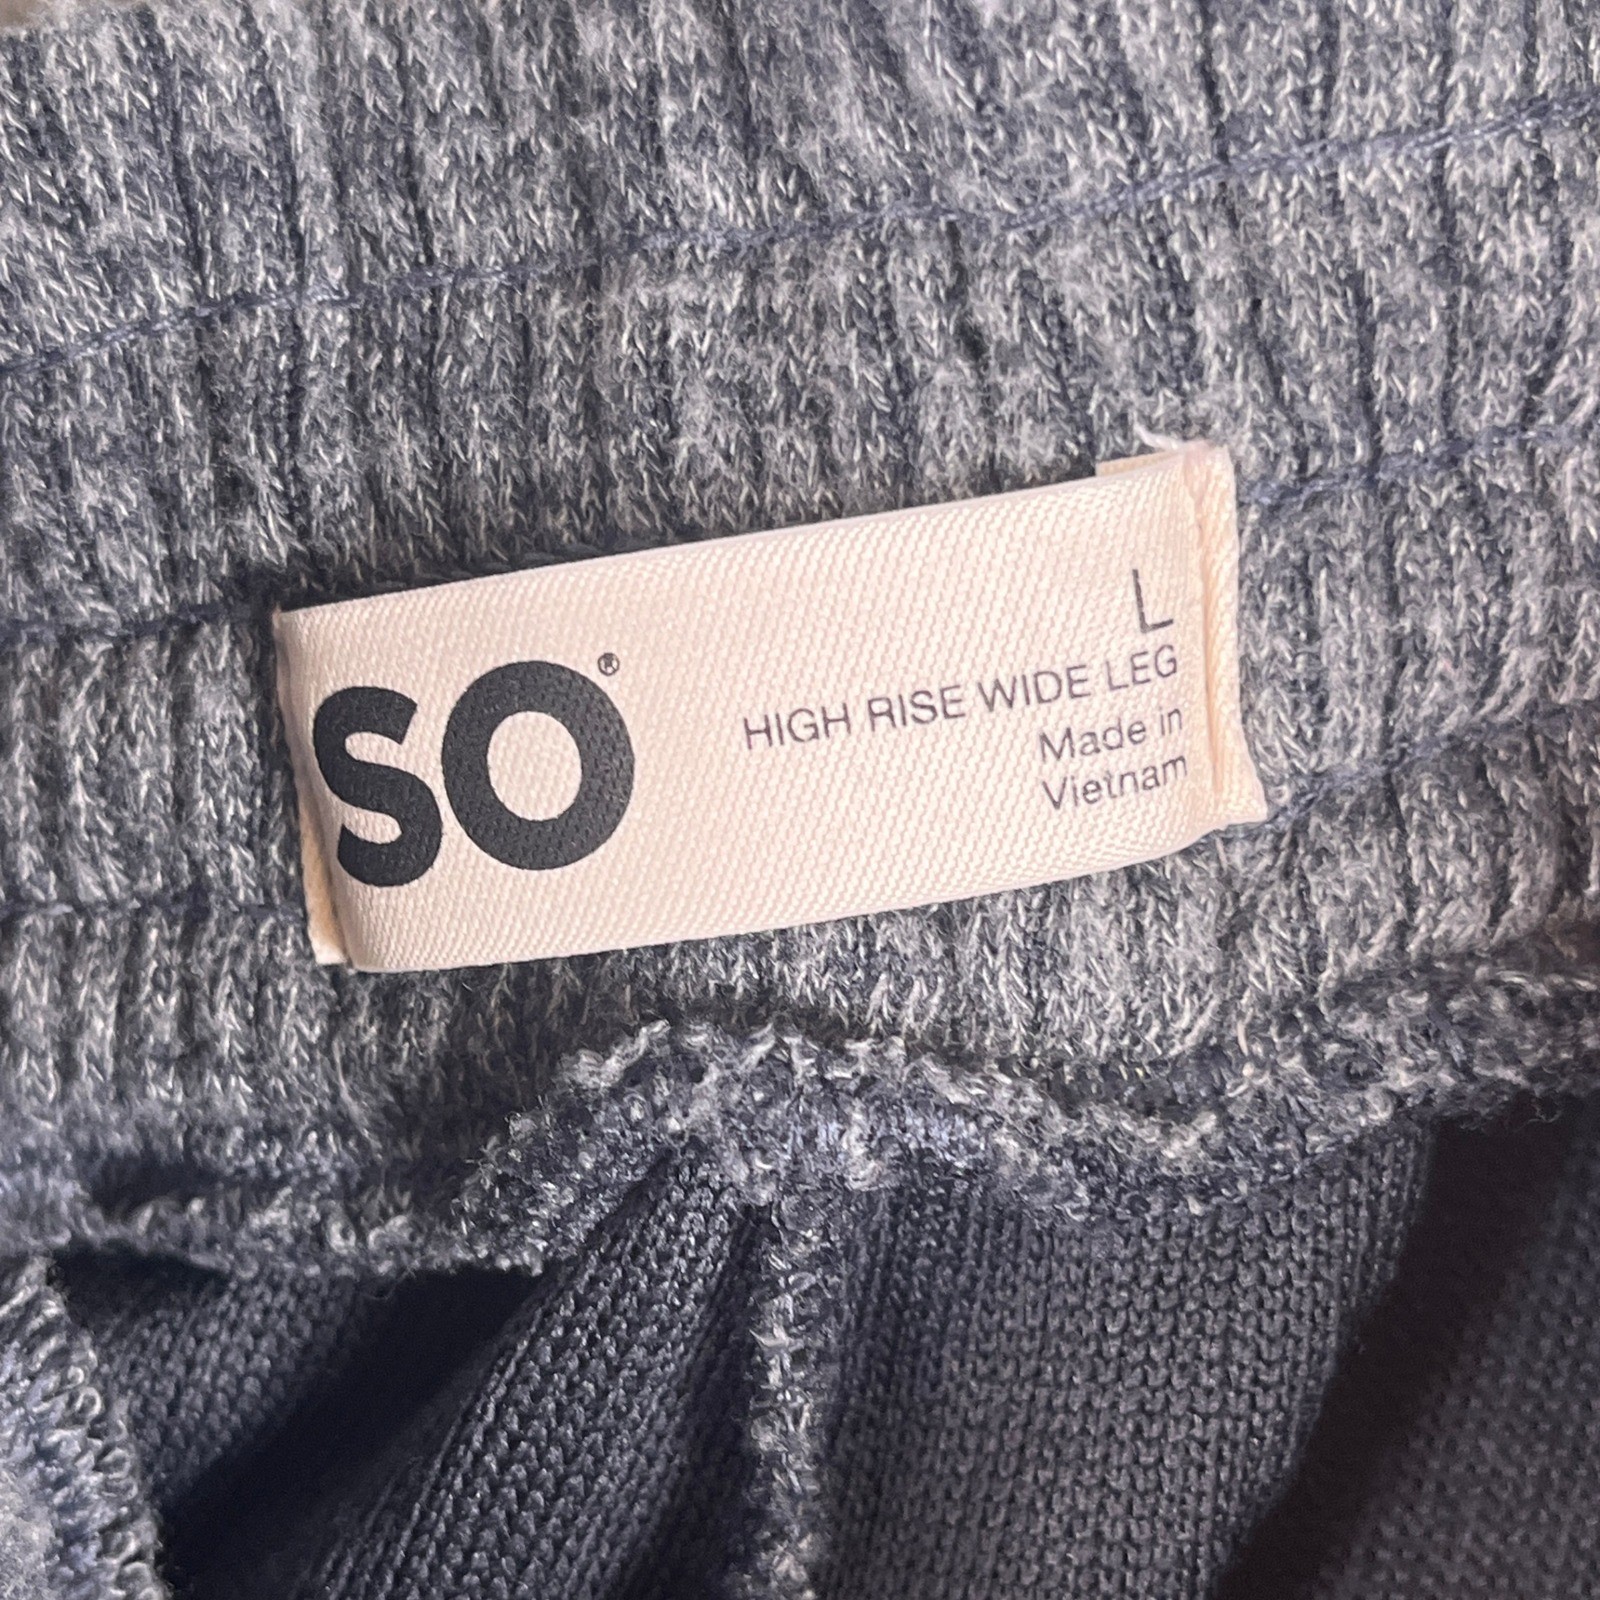 SO®
L
HIGH RISE WIDE LEG
Made in
Vietnam